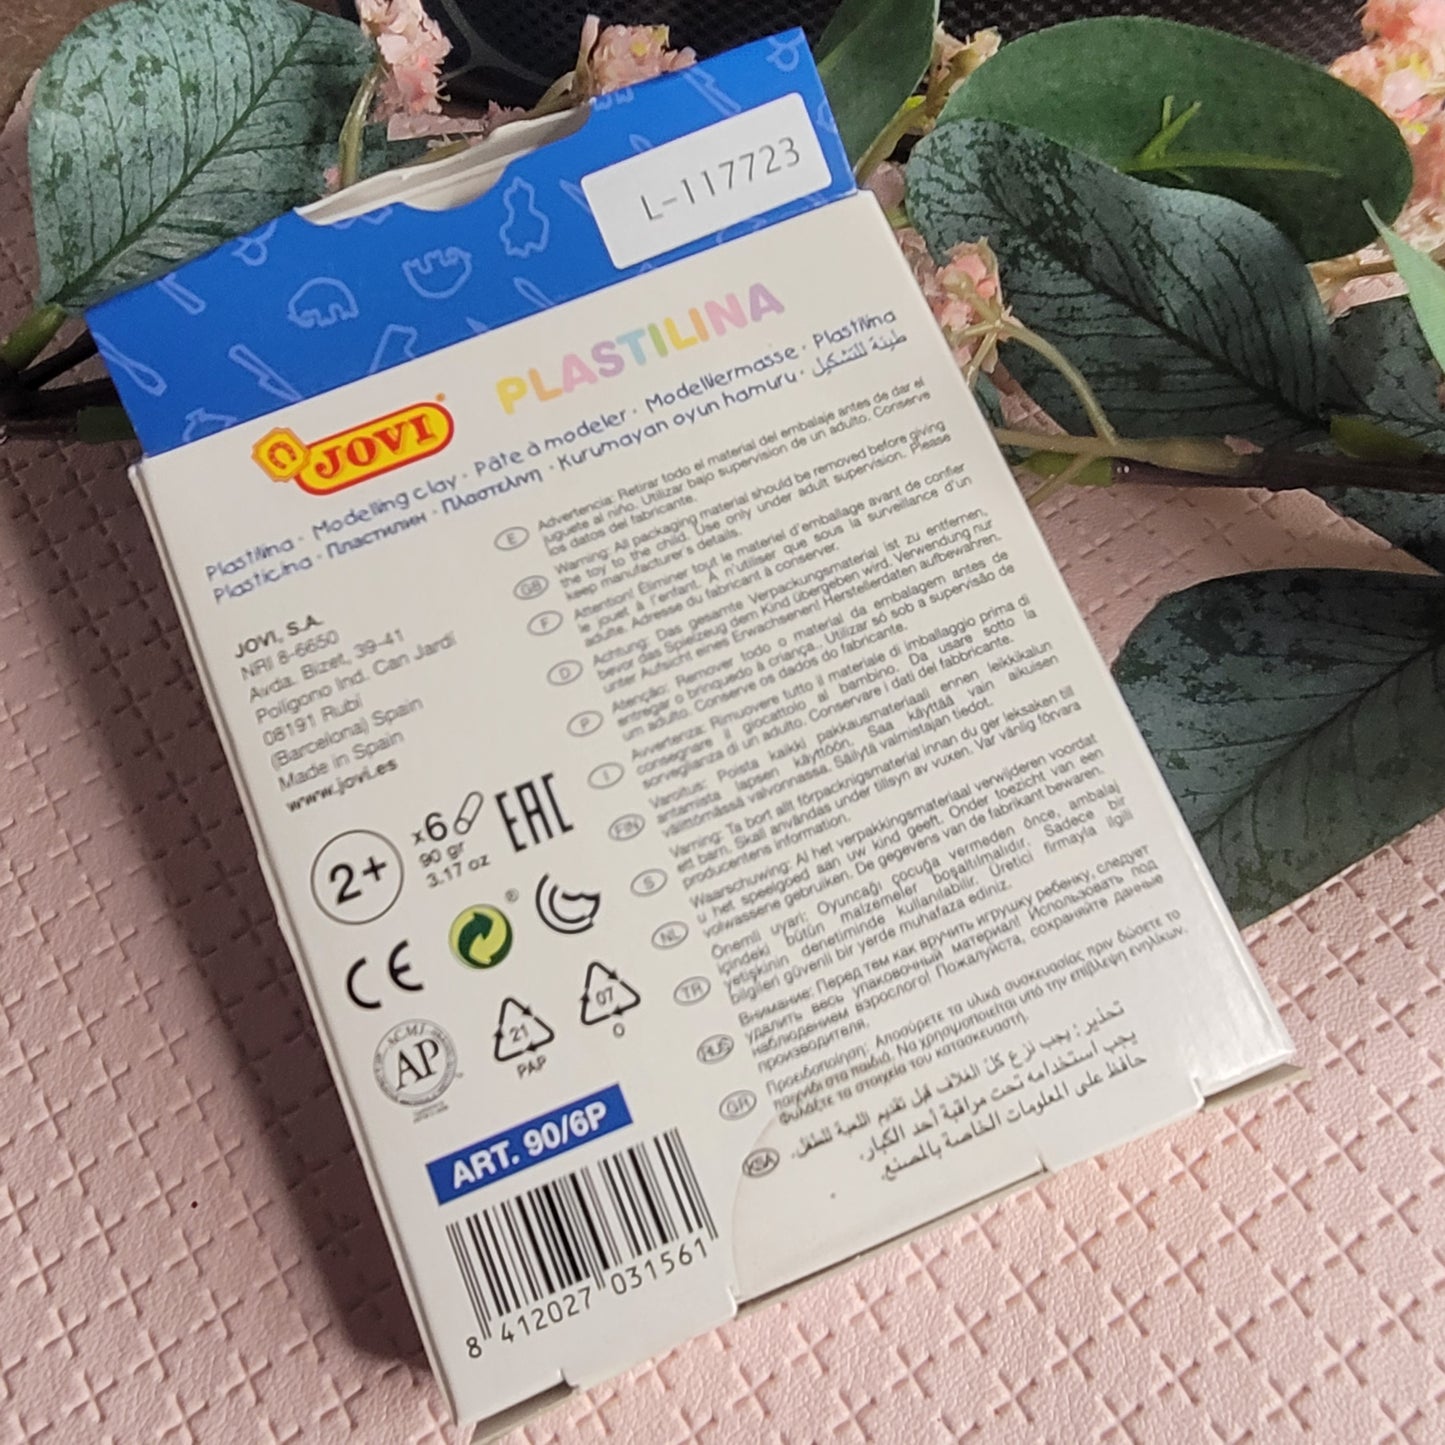 L-117723
PLASTILINA
JOVI
Plastilina · Modelling clay · Pâte à modeler · Modelliermasse · Plastilina
Plasticina · Пластилин · Πλαστελίνη · Kurumayan oyun hamuru · طينة للتشكيل
JOVI, S.A.
NRII 8-6650
Avda. Bizet, 39-41
Polígono Ind. Can Jardí
08191 Rubí
(Barcelona) Spain
Made in Spain
www.jovi.es
2+
x6
90 gr
3.17 oz
EAC
CE
®
ACMI
AP
21
PAP
07
O
ART. 90/6P
8 412027 031561
E
Advertencia: Retirar todo el material del embalaje antes de dar el
juguete al niño. Utilizar bajo supervision de un adulto. Conserve
los datos del fabricante.
GB
Warning: All packaging material should be removed before giving
the toy to the child. Use only under adult supervision. Please
keep manufacturer's details.
F
Attention! Éliminer tout le materiel d'emballage avant de confier
le jouet à l'enfant. À n'utiliser que sous la surveillance d'un
adulte. Adresse du fabricant à conserver.
D
Achtung: Das gesamte Verpackungsmaterial ist zu entfernen,
bevor das Spielzeug dem Kind übergeben wird. Verwendung nur
unter Aufsicht eines Erwachsenen! Herstellerdaten aufbewahren.
P
Atenção: Remover todo o material da embalagem antes de
entregar o brinquedo à criança.. Utilizar só sob a supervisão de
um adulto. Conserve os dados do fabricante.
I
Avvertenza: Rimuovere tutto il materiale di imballaggio prima di
consegnare il giocattolo al bambino. Da usare sotto la
sorveglianza di un adulto. Conservare i dati del fabbricante.
FIN
Varoitus: Poista kaikki pakkausmateriaali ennen leikkikalun
antamista lapsen käyttöön. Saa käyttää vain aikuisen
välittömässä valvonnassa. Säilytä valmistajan tiedot.
S
Varning: Ta bort allt förpackningsmaterial innan du ger leksaken till
ett barn. Skall användas under tillsyn av vuxen. Var vänlig förvara
producentens information.
NL
Waarschuwing: Al het verpakkingsmateriaal verwijderen voordat
u het speelgoed aan uw kind geeft. Onder toezicht van een
volwassene gebruiken. De gegevens van de fabrikant bewaren.
TR
Önemli uyarı: Oyuncağı çocuğa vermeden önce, ambalaj
içindeki bütün malzemeler boşaltılmalıdır. Sadece bir
yetişkinin denetiminde kullanılabilir. Üretici firmayla ilgili
bilgileri güvenli bir yerde muhafaza ediniz.
RUS
Внимание: Перед тем как вручить игрушку ребенку, следует
удалить весь упаковочный материал! Использовать под
наблюдением взрослого! Пожалуйста, сохраняйте данные
производителя.
GR
Προειδοποίηση: Αποσύρετε τα υλικά συσκευασίας πριν δώσετε το
παιχνίδι στα παιδιά. Να χρησιμοποιείται υπό την επίβλεψη ενηλίκων.
Φυλάξτε τα στοιχεία του κατασκευαστή.
KSA
تحذير : يجب نزع كلّ الغلاف قبل تقديم اللعبة للطفل.
يجب استخدامه تحت مراقبة أحد الكبار.
حافظ على المعلومات الخاصة بالمصنع.